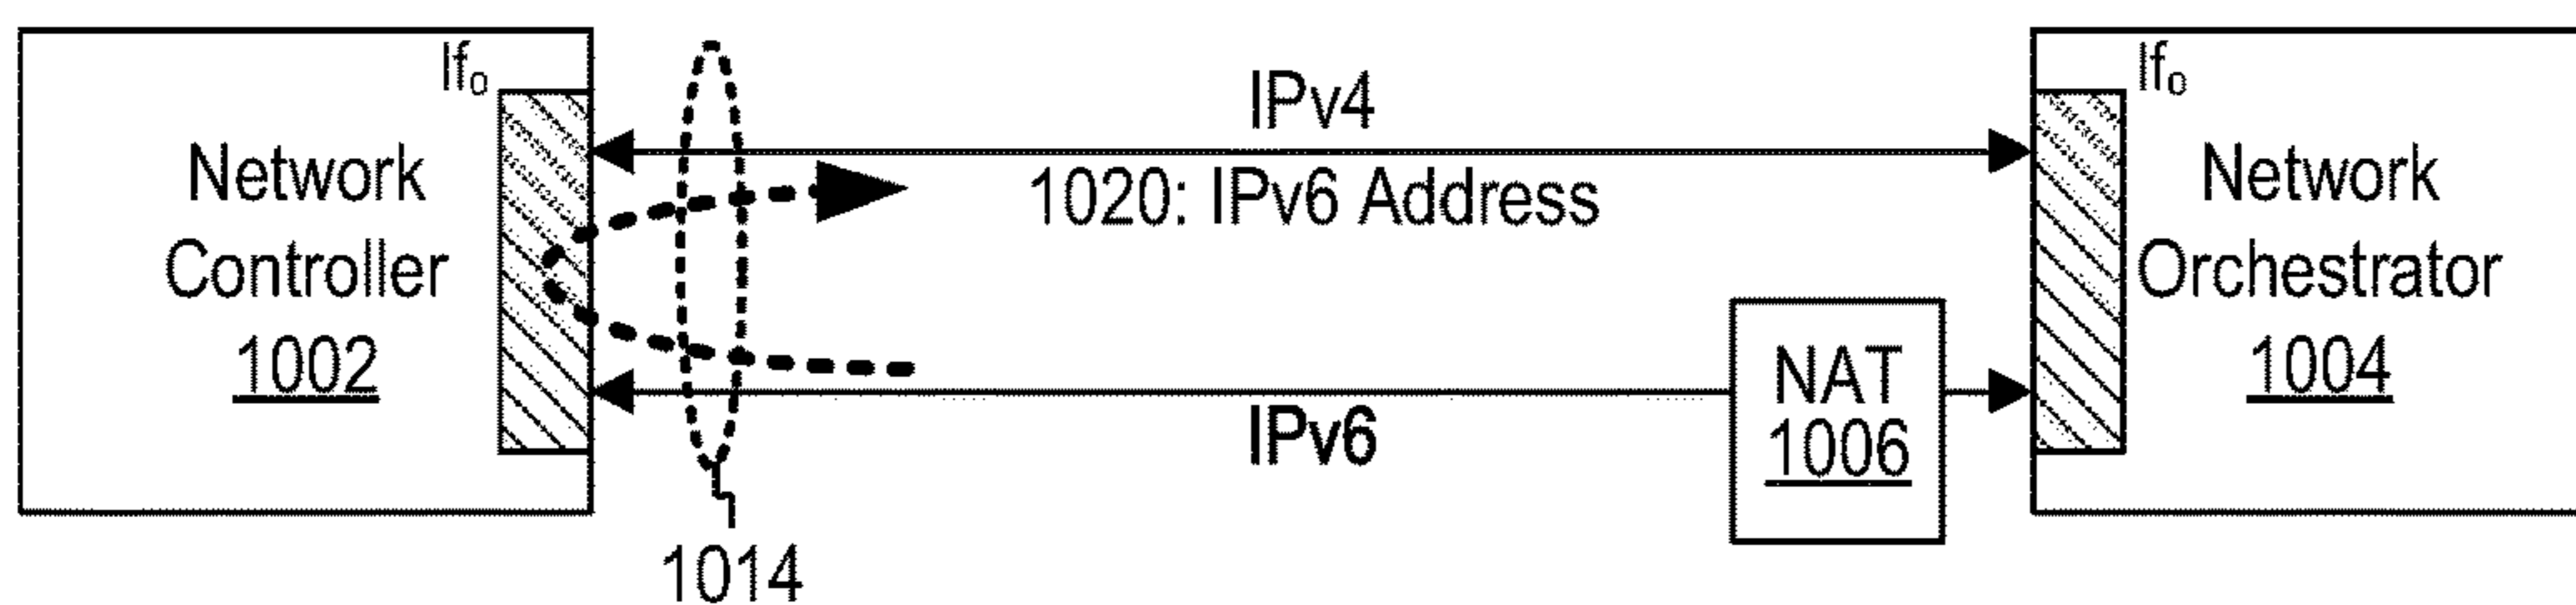 If₀
Network
Controller
1002
IPv4
1020: IPv6 Address
IPv6
1014
NAT
1006
If₀
Network
Orchestrator
1004